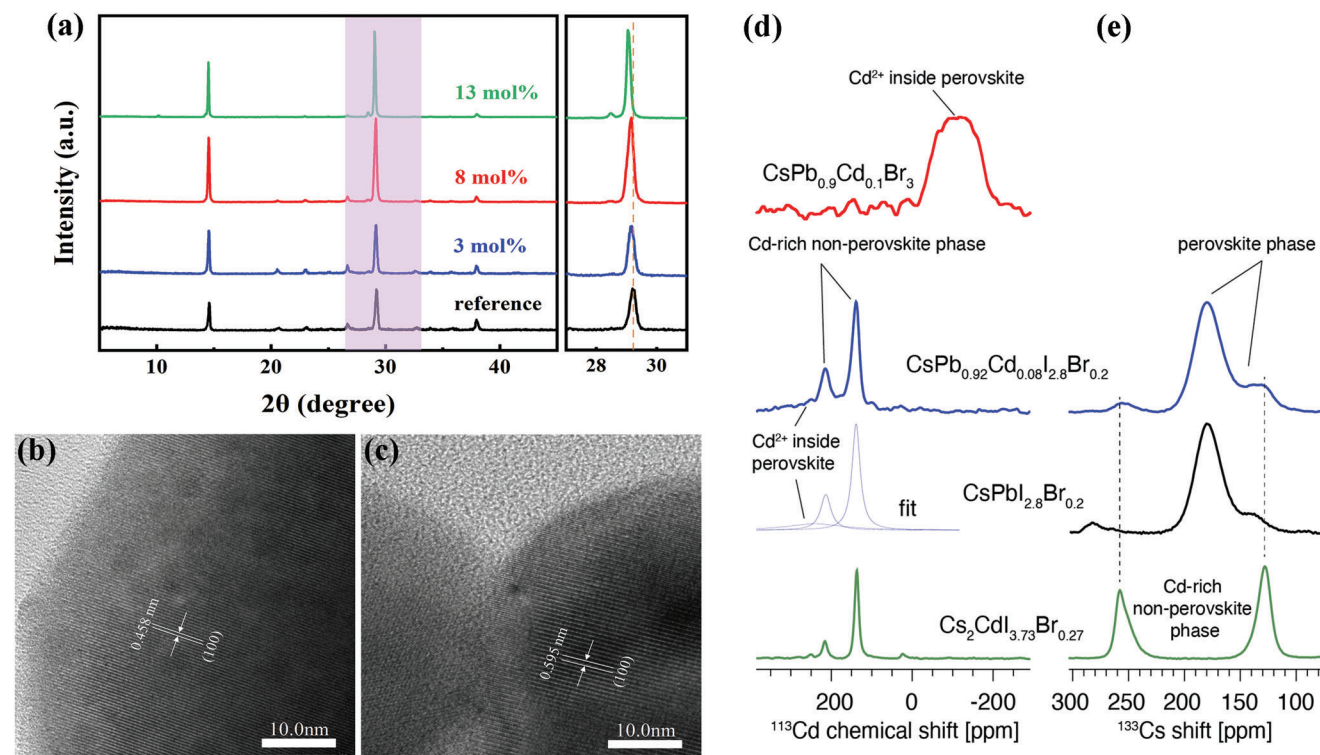 (a)
13 mol%
8 mol%
3 mol%
reference
Intensity (a.u.)
10
20
30
40
28
29
30
31
2θ (degree)
(b)
0.458 nm
(100)
10.0nm
(c)
0.595 nm
(100)
10.0nm
(d)
Cd²⁺ inside perovskite
CsPb₀.₉Cd₀.₁Br₃
Cd-rich non-perovskite phase
Cd²⁺ inside
perovskite
fit
200
0
-200
¹¹³Cd chemical shift [ppm]
(e)
perovskite phase
CsPb₀.₉₂Cd₀.₀₈I₂.₈Br₀.₂
CsPbI₂.₈Br₀.₂
Cd-rich
non-perovskite
phase
Cs₂CdI₃.₇₃Br₀.₂₇
300
250
200
150
100
¹³³Cs shift [ppm]